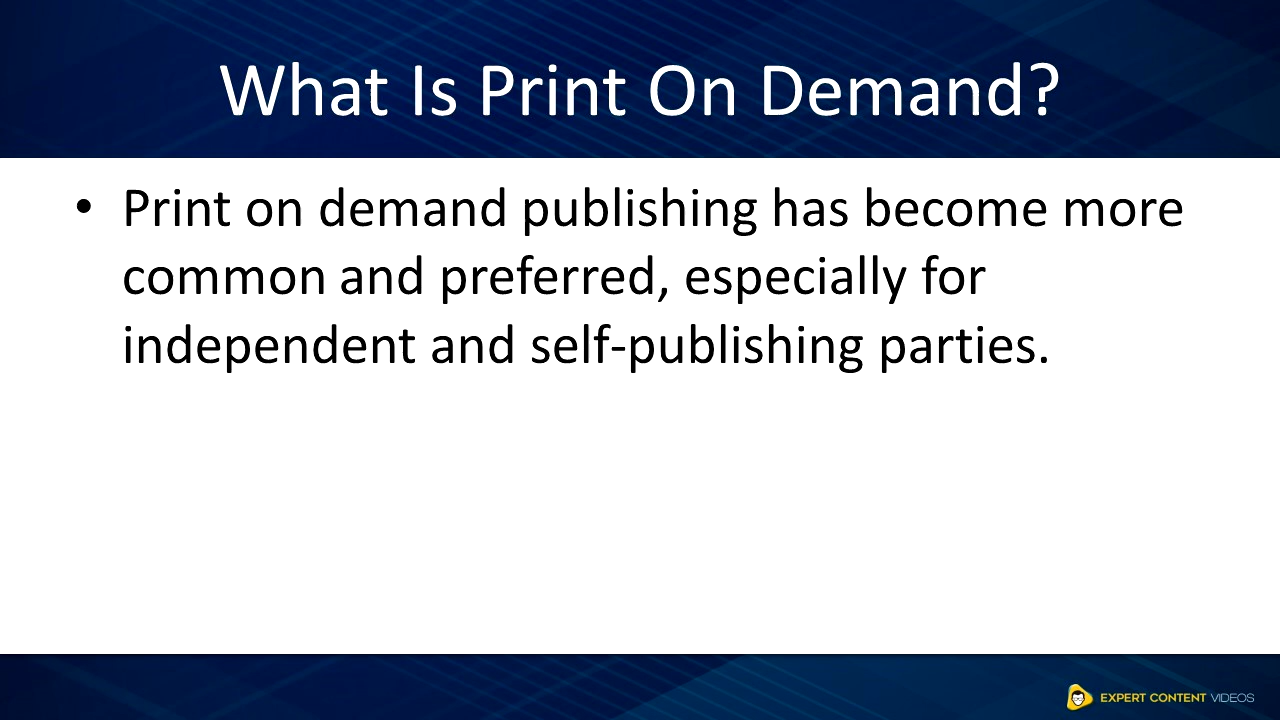 What Is Print On Demand?
• Print on demand publishing has become more
common and preferred, especially for
independent and self-publishing parties.
EXPERT CONTENT VIDEOS